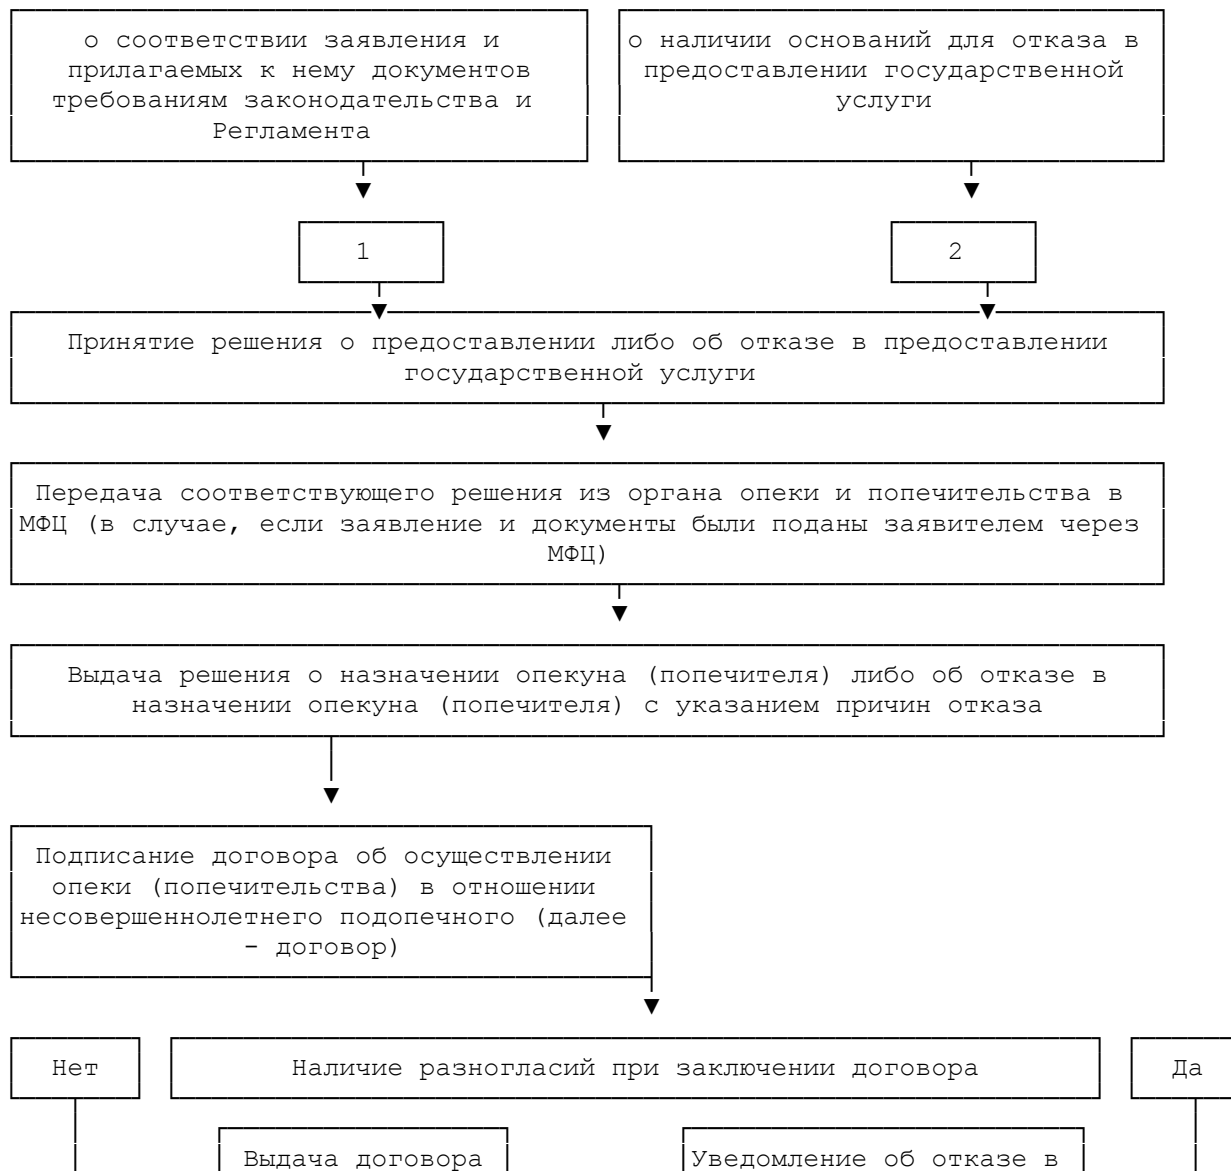 о соответствии заявления и
прилагаемых к нему документов
требованиям законодательства и
Регламента
о наличии оснований для отказа в
предоставлении государственной
услуги
1
2
Принятие решения о предоставлении либо об отказе в предоставлении
государственной услуги
Передача соответствующего решения из органа опеки и попечительства в
МФЦ (в случае, если заявление и документы были поданы заявителем через
МФЦ)
Выдача решения о назначении опекуна (попечителя) либо об отказе в
назначении опекуна (попечителя) с указанием причин отказа
Подписание договора об осуществлении
опеки (попечительства) в отношении
несовершеннолетнего подопечного (далее
- договор)
Нет
Наличие разногласий при заключении договора
Да
Выдача договора
Уведомление об отказе в